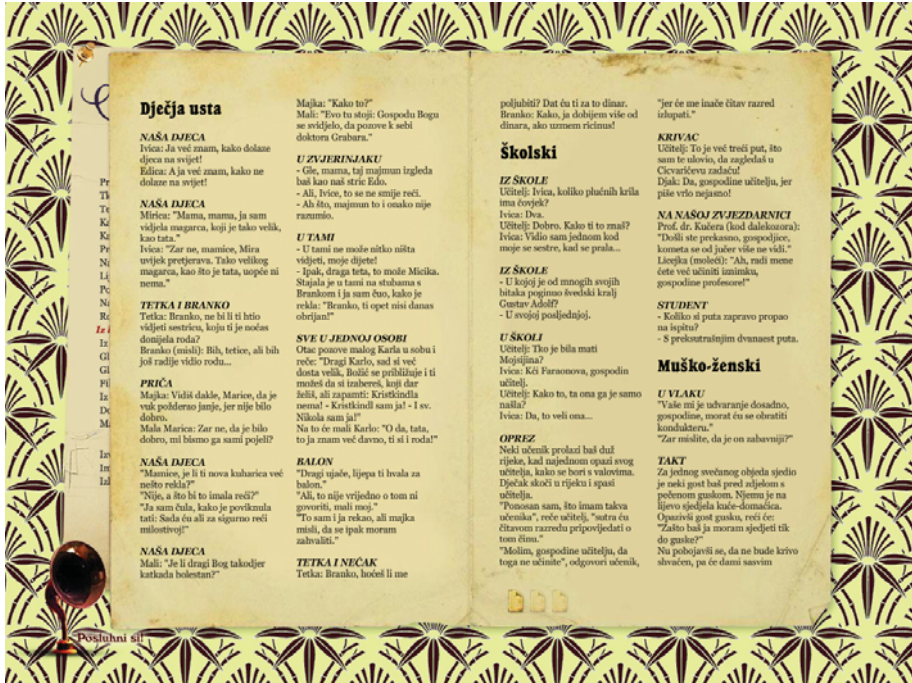 Dječja usta
NAŠA DJECA
Ivica: Ja već znam, kako dolaze
djeca na svijet!
Edica: A ja već znam, kako ne
dolaze na svijet!
NAŠA DJECA
Mirica: "Mama, mama, ja sam
vidjela magarca, koji je tako velik,
kao tata."
Ivica: "Zar ne, mamice, Mira
uvijek pretjerava. Tako velikog
magarca, kao što je tata, uopće ni
nema."
TETKA I BRANKO
Tetka: Branko, ne bi li ti htio
vidjeti sestricu, koju ti je noćas
donijela roda?
Branko (misli): Bih, tetice, ali bih
još radije vidio rodu...
PRIČA
Majka: Vidiš dakle, Marice, da je
vuk požderao janje, jer nije bilo
dobro.
Mala Marica: Zar ne, da je bilo
dobro, mi bismo ga sami pojeli?
NAŠA DJECA
"Mamice, je li ti nova kuharica već
nešto rekla?"
"Nije, a što bi to imala reći?"
"Ja sam čula, kako je poviknula
tati: Sada ću ali za sigurno reći
milostivoj!"
NAŠA DJECA
Mali: "Je li dragi Bog takodjer
katkada bolestan?"
Majka: "Kako to?"
Mali: "Evo tu stoji: Gospodu Bogu
se svidjelo, da pozove k sebi
doktora Grabara."
U ZVJERINJAKU
- Gle, mama, taj majmun izgleda
baš kao naš stric Edo.
- Ali, Ivice, to se ne smije reći.
- Ah što, majmun to i onako nije
razumio.
U TAMI
- U tami ne može nitko ništa
vidjeti, moje dijete!
- Ipak, draga teta, to može Micika.
Stajala je u tami na stubama s
Brankom i ja sam čuo, kako je
rekla: "Branko, ti opet nisi danas
obrijan!"
SVE U JEDNOJ OSOBI
Otac pozove malog Karla u sobu i
reče: "Dragi Karlo, sad si već
dosta velik, Božić se približuje i ti
možeš da si izabereš, koji dar
želiš, ali zapamti: Kristkindla
nema! - Kristkindl sam ja! - I sv.
Nikola sam ja!"
Na to će mali Karlo: "O da, tata,
to ja znam već davno, ti si i roda!"
BALON
"Dragi ujače, lijepa ti hvala za
balon."
"Ali, to nije vrijedno o tom ni
govoriti, mali moj."
"To sam i ja rekao, ali majka
misli, da se ipak moram
zahvaliti."
TETKA I NEĆAK
Tetka: Branko, hoćeš li me
poljubiti? Dat ću ti za to dinar.
Branko: Kako, ja dobijem više od
dinara, ako uzmem ricinus!
Školski
IZ ŠKOLE
Učitelj: Ivica, koliko plućnih krila
ima čovjek?
Ivica: Dva.
Učitelj: Dobro. Kako ti to znaš?
Ivica: Vidio sam jednom kod
moje se sestre, kad se prala...
IZ ŠKOLE
- U kojoj je od mnogih svojih
bitaka poginuo švedski kralj
Gustav Adolf?
- U svojoj posljednjoj.
U ŠKOLI
Učitelj: Tko je bila mati
Mojsijina?
Ivica: Kći Faraonova, gospodin
učitelj.
Učitelj: Kako to, ta ona ga je samo
našla?
Ivica: Da, to veli ona...
OPREZ
Neki učenik prolazi baš duž
rijeke, kad najednom opazi svog
učitelja, kako se bori s valovima.
Dječak skoči u rijeku i spasi
učitelja.
"Ponosan sam, što imam takva
učenika", reče učitelj, "sutra ću
čitavom razredu pripovjedati o
tom činu."
"Molim, gospodine učitelju, da
toga ne učinite", odgovori učenik,
"jer će me inače čitav razred
izlupati."
KRIVAC
Učitelj: To je već treći put, što
sam te ulovio, da zagledaš u
Cicvarićevu zadaću!
Djak: Da, gospodine učitelju, jer
piše vrlo nejasno!
NA NAŠOJ ZVJEZDARNICI
Prof. dr. Kučera (kod dalekozora):
"Došli ste prekasno, gospodjice,
kometa se od jučer više ne vidi."
Licejka (moleći): "Ah, radi mene
ćete već učiniti iznimku,
gospodine profesore!"
STUDENT
- Koliko si puta zapravo propao
na ispitu?
- S preksutrašnjim dvanaest puta.
Muško-ženski
U VLAKU
"Vaše mi je udvaranje dosadno,
gospodine, morat ću se obratiti
kondukteru."
"Zar mislite, da je on zabavniji?"
TAKT
Za jednog svečanog objeda sjedio
je neki gost baš pred zdjelom s
pečenom guskom. Njemu je na
lijevo sjedjela kuće-domaćica.
Opazivši gost gusku, reći će:
"Zašto baš ja moram sjedjeti tik
do guske?"
Nu pobojavši se, da ne bude krivo
shvaćen, pa će dami sasvim
Posluhni si!